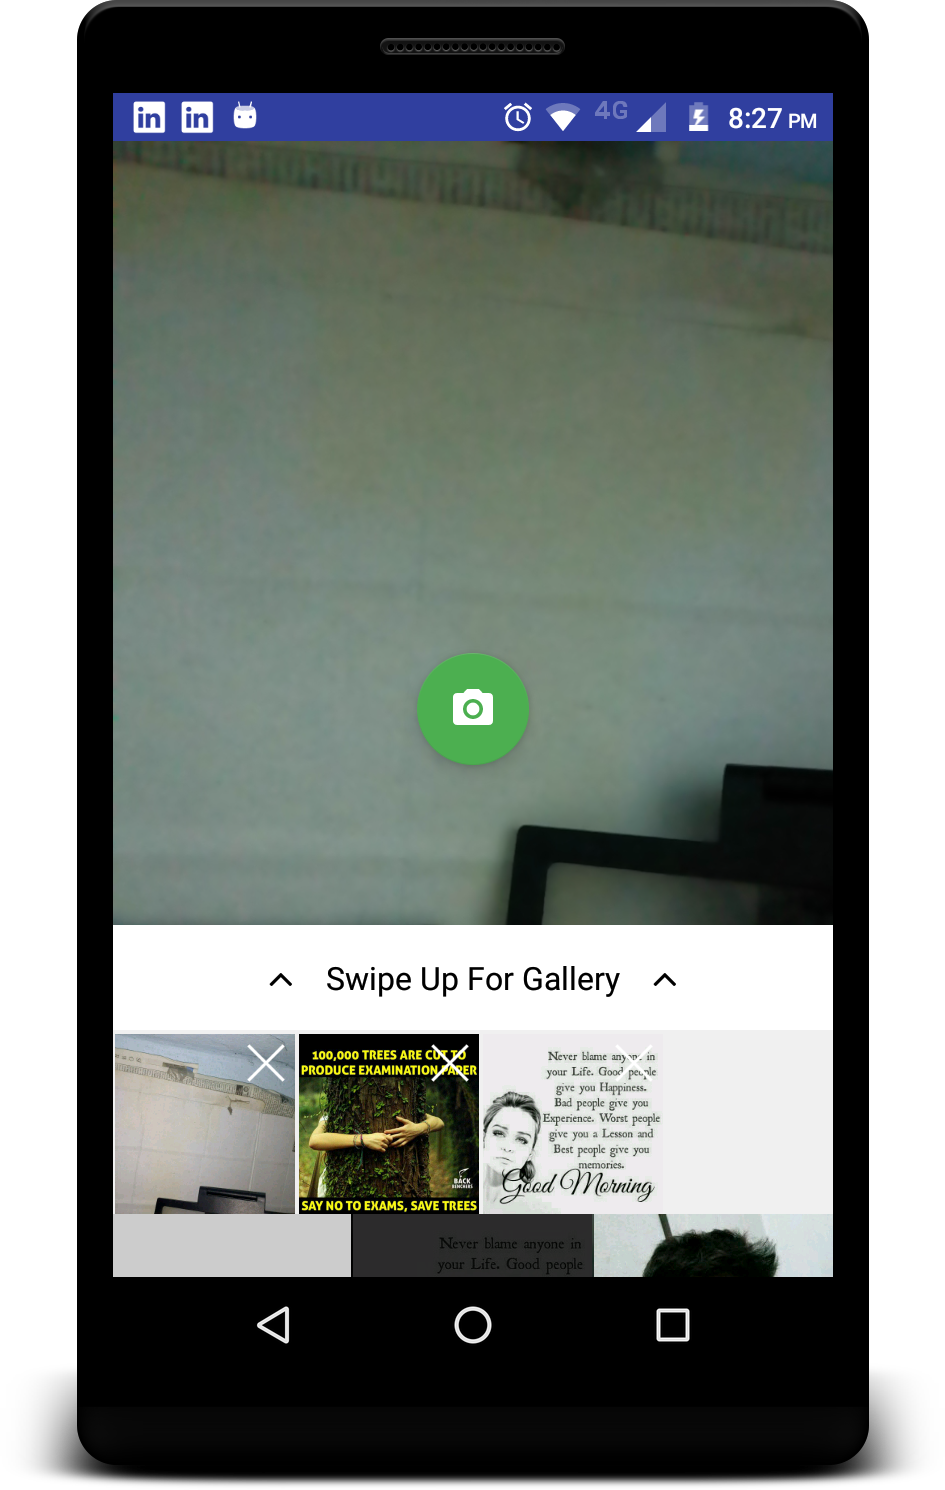 in in 4G 8:27 PM
Swipe Up For Gallery
100,000 TREES ARE CUT TO
PRODUCE EXAMINATION PAPER
BACK
BENCHERS
SAY NO TO EXAMS, SAVE TREES
Never blame anyone in
your Life. Good people
give you Happiness.
Bad people give you
Experience. Worst people
give you a Lesson and
Best people give you
memories.
Good Morning
Never blame anyone in
your Life. Good people